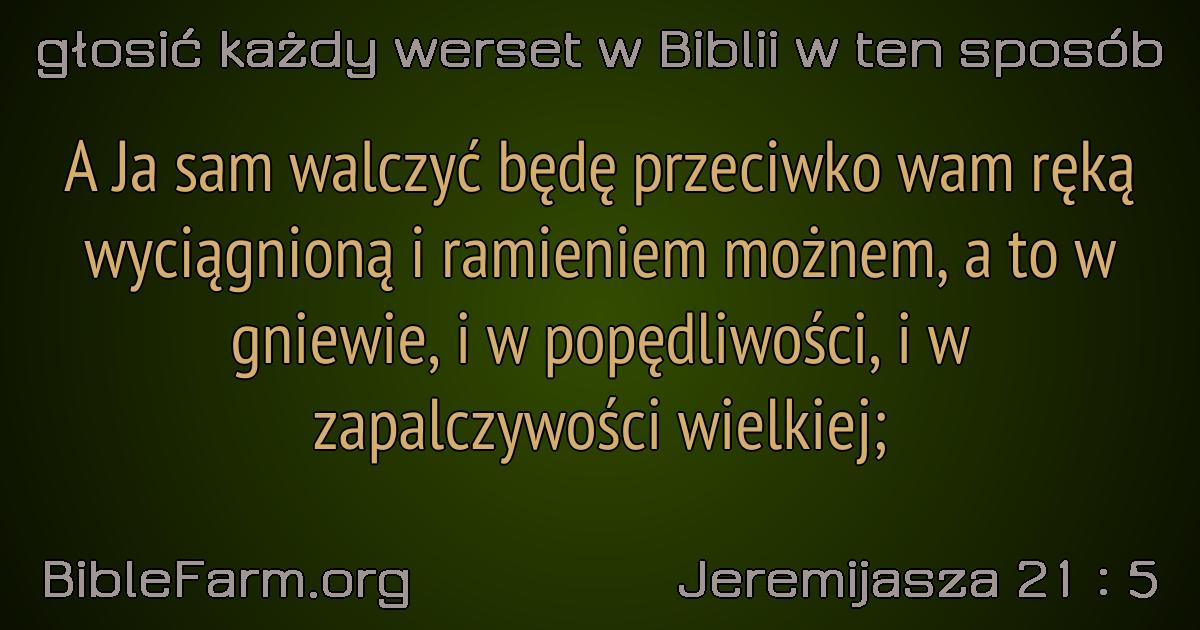 głosić każdy werset w Biblii w ten sposób
A Ja sam walczyć będę przeciwko wam ręką
wyciągnioną i ramieniem możnem, a to w
gniewie, i w popędliwości, i w
zapalczywości wielkiej;
BibleFarm.org
Jeremijasza 21 : 5